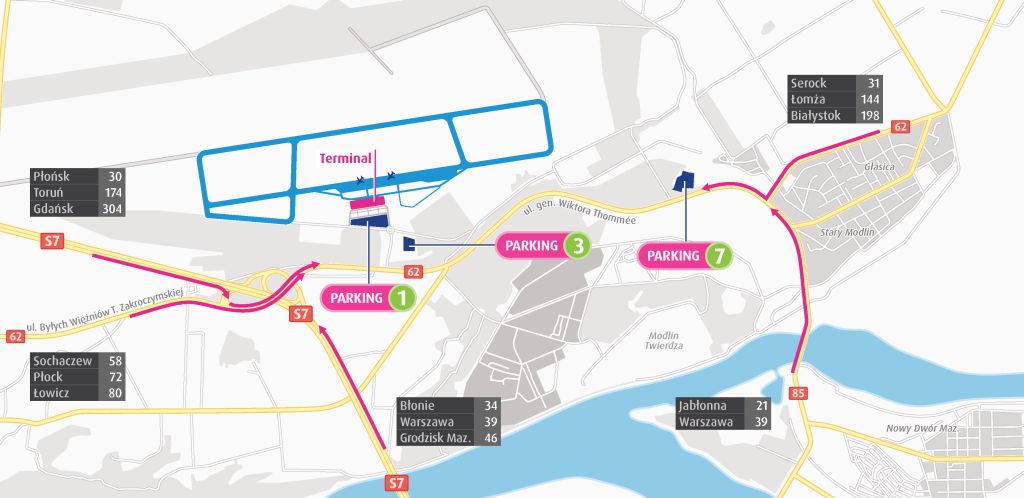 Serock 31
Łomża 144
Białystok 198
62
Terminal
Głasica
Płońsk 30
Toruń 174
Gdańsk 304
ul. gen. Wiktora Thommée
Stary Modlin
S7
PARKING 3
PARKING 7
62
PARKING 1
ul. Byłych Więźniów T. Zakroczymskiej
S7
62
Modlin
Twierdza
Sochaczew 58
Płock 72
Łowicz 80
85
Błonie 34
Warszawa 39
Grodzisk Maz. 46
Jabłonna 21
Warszawa 39
Nowy Dwór Maz.
S7